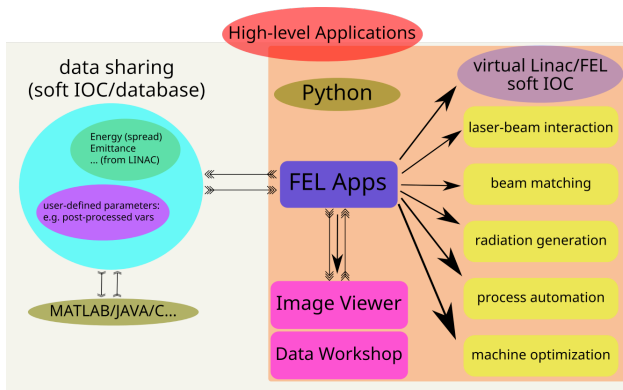 High-level Applications
data sharing
(soft IOC/database)
Energy (spread)
Emittance
... (from LINAC)
user-defined parameters:
e.g. post-processed vars
MATLAB/JAVA/C...
Python
FEL Apps
Image Viewer
Data Workshop
virtual Linac/FEL
soft IOC
laser-beam interaction
beam matching
radiation generation
process automation
machine optimization